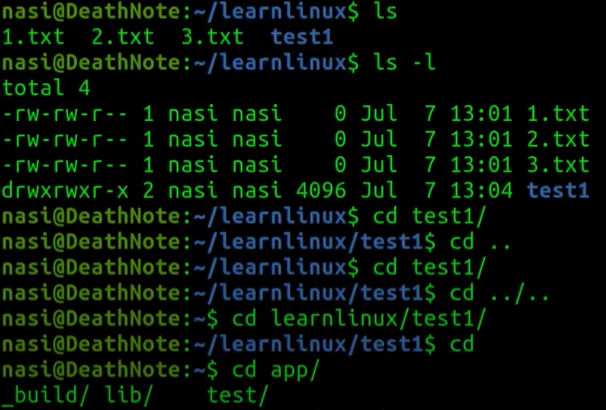 nasi@DeathNote:~/learnlinux$ ls
1.txt  2.txt  3.txt  test1
nasi@DeathNote:~/learnlinux$ ls -l
total 4
-rw-rw-r-- 1 nasi nasi    0 Jul  7 13:01 1.txt
-rw-rw-r-- 1 nasi nasi    0 Jul  7 13:01 2.txt
-rw-rw-r-- 1 nasi nasi    0 Jul  7 13:01 3.txt
drwxrwxr-x 2 nasi nasi 4096 Jul  7 13:04 test1
nasi@DeathNote:~/learnlinux$ cd test1/
nasi@DeathNote:~/learnlinux/test1$ cd ..
nasi@DeathNote:~/learnlinux$ cd test1/
nasi@DeathNote:~/learnlinux/test1$ cd ../..
nasi@DeathNote:~$ cd learnlinux/test1/
nasi@DeathNote:~/learnlinux/test1$ cd
nasi@DeathNote:~$ cd app/
_build/ lib/    test/